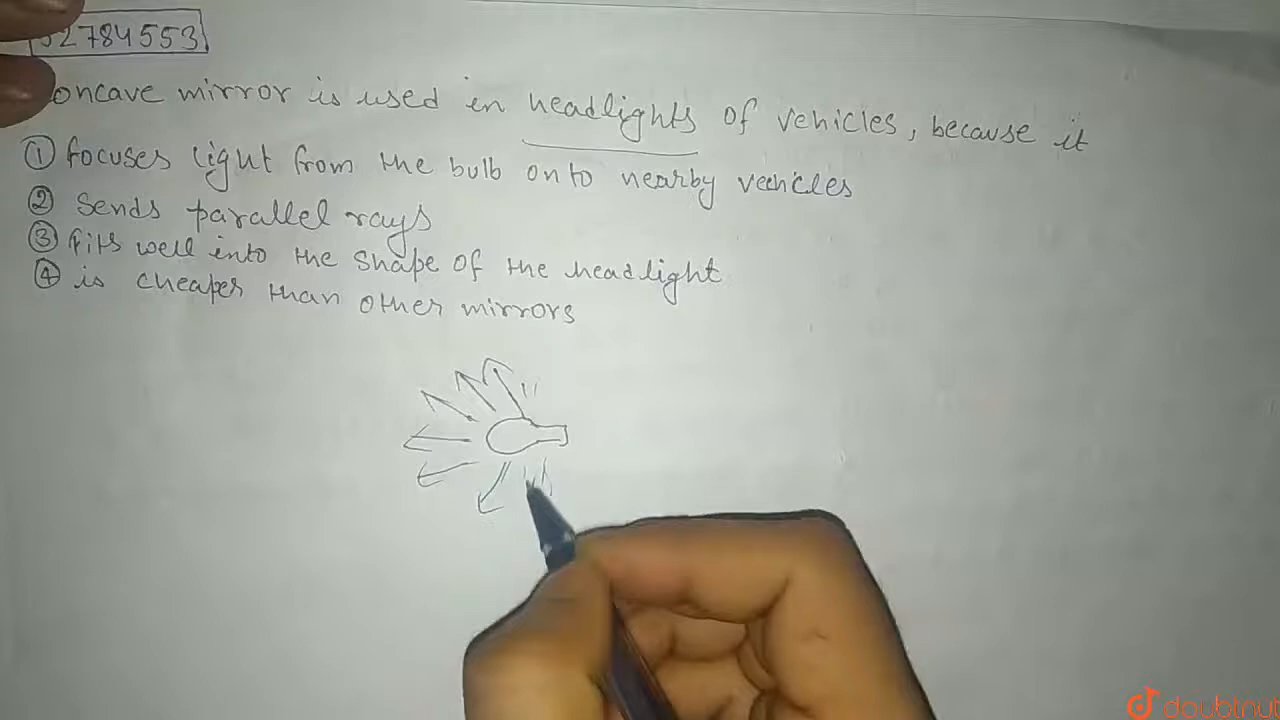 2784553
oncave mirror is used in headlights of vehicles, because it
① focuses light from the bulb onto nearby vechicles
② Sends parallel rays
③ fits well into the shape of the headlight
④ is cheaper than other mirrors
doubtnut